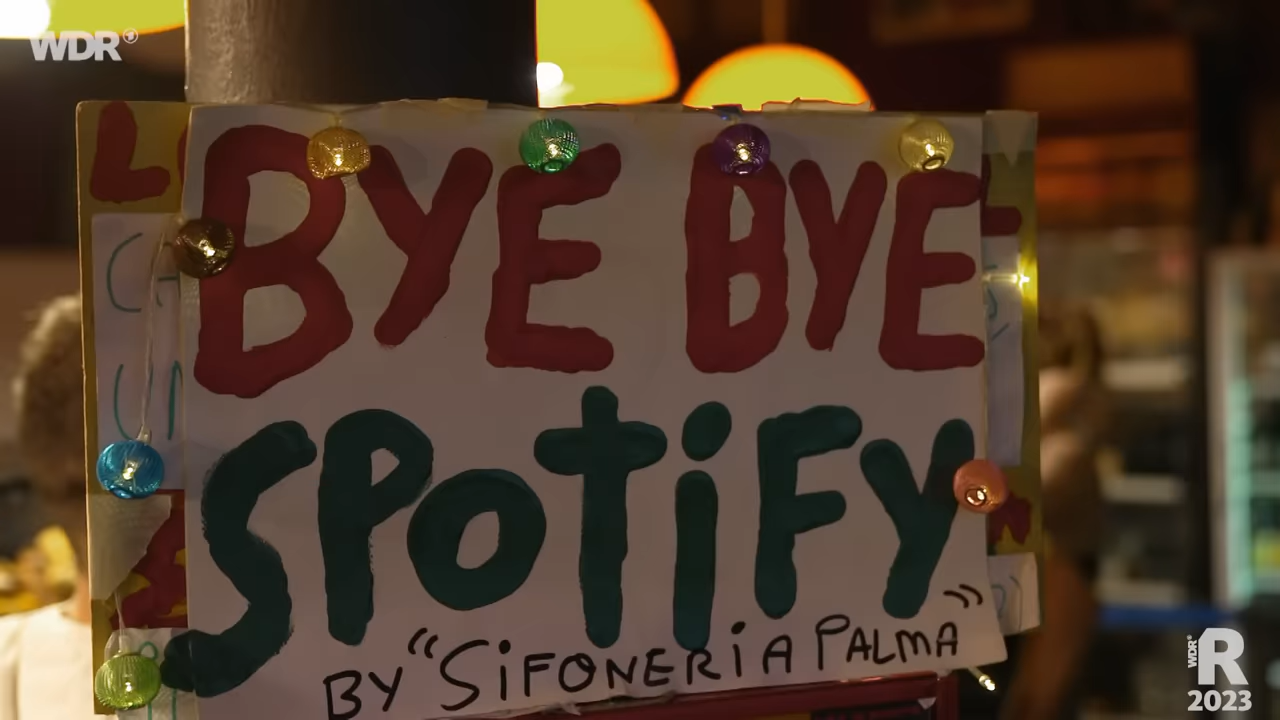 WDR
BYE BYE
SPOTiFY
BY "SiFONERiA PALMA"
WDR R
2023